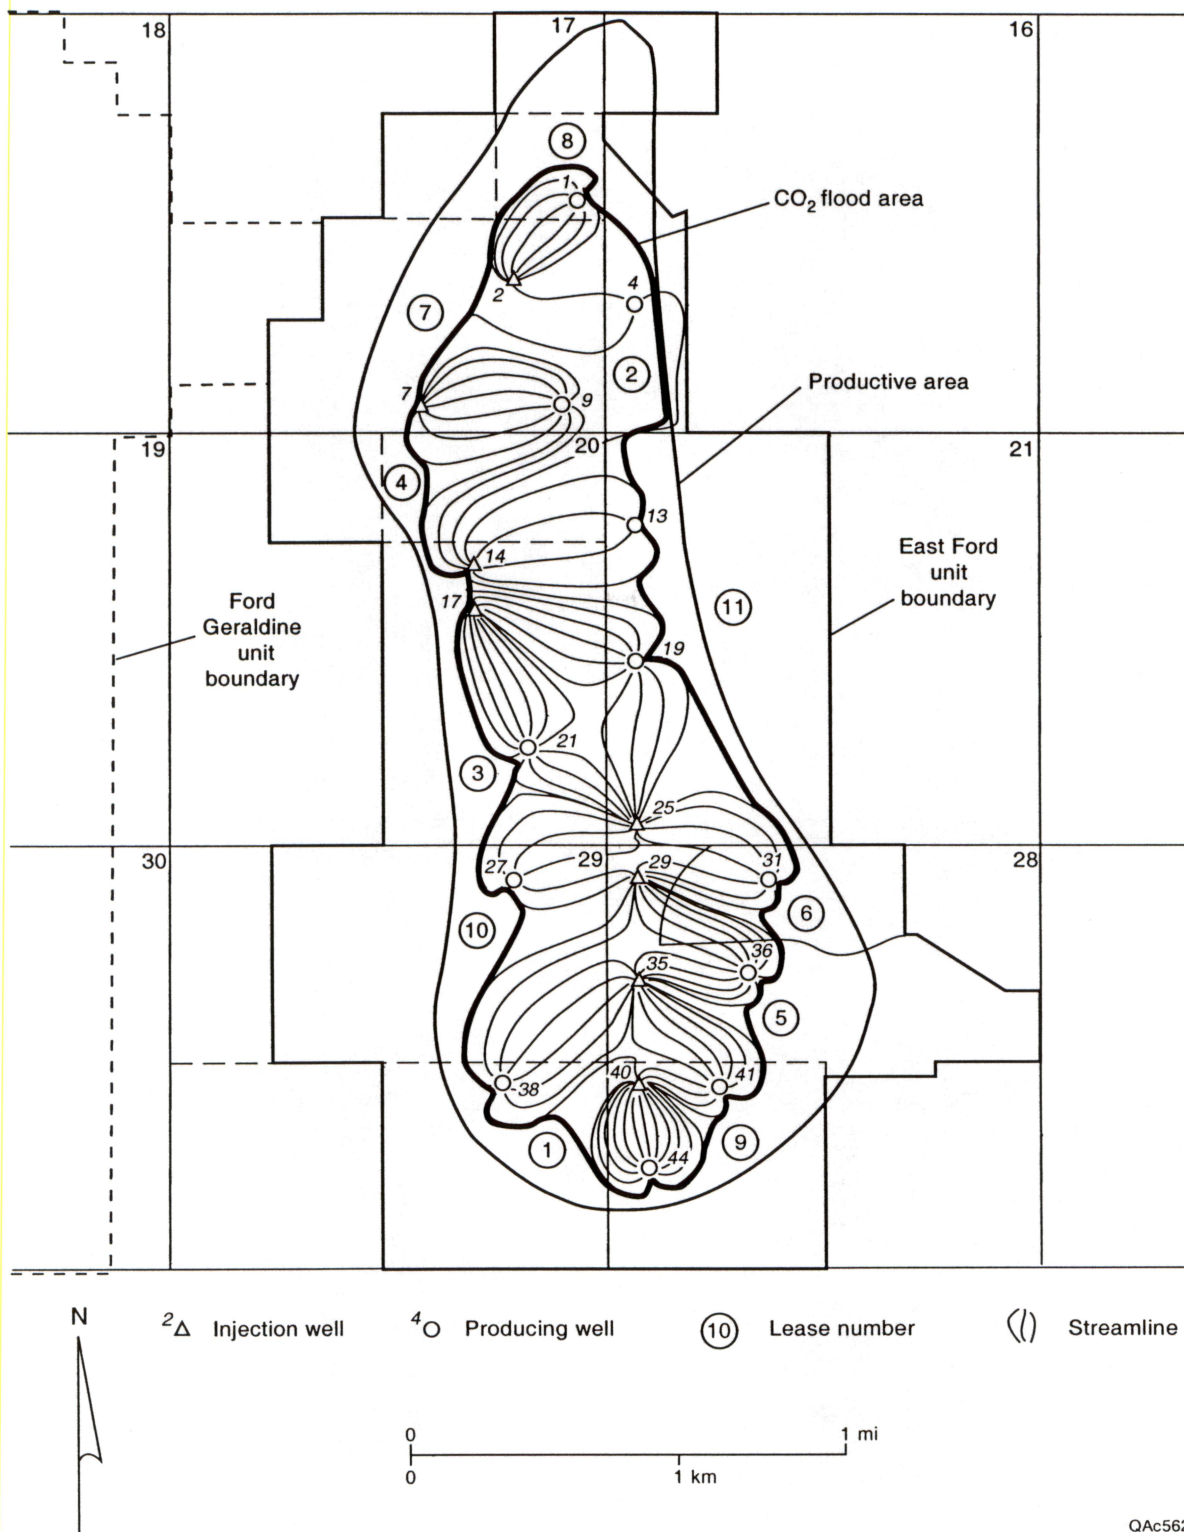 18
17
16
8
1
CO2 flood area
2
4
7
2
Productive area
7
9
19
20
21
4
13
14
East Ford
unit
boundary
Ford
Geraldine
unit
boundary
17
11
19
21
3
25
30
27
29
29
31
28
10
6
36
35
5
38
40
41
1
9
44
N
2 Injection well
4 Producing well
10 Lease number
Streamline
0 1 mi
0 1 km
QAc562